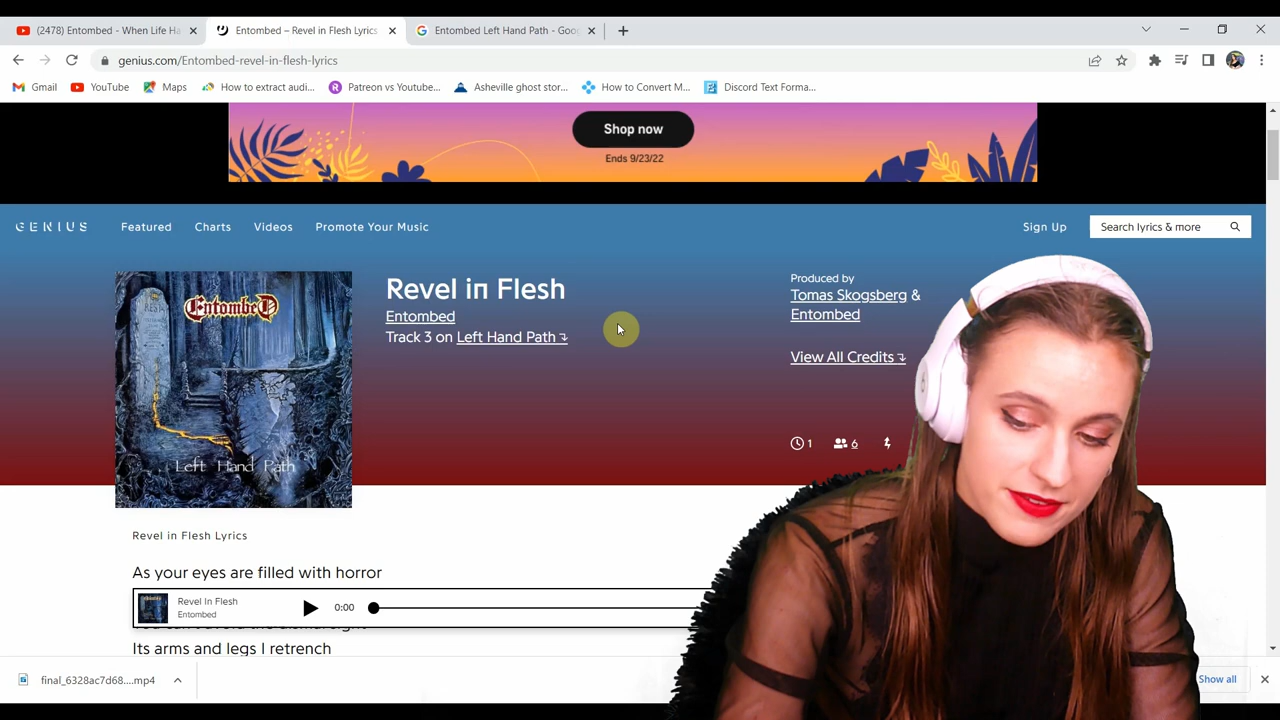 (2478) Entombed - When Life Ha
Entombed – Revel in Flesh Lyrics
Entombed Left Hand Path - Goo
genius.com/Entombed-revel-in-flesh-lyrics
Gmail
YouTube
Maps
How to extract audi...
Patreon vs Youtube...
Asheville ghost stor...
How to Convert M...
Discord Text Forma...
Shop now
Ends 9/23/22
GENIUS
Featured
Charts
Videos
Promote Your Music
Sign Up
Search lyrics & more
Entombed
Left Hand Path
Revel in Flesh
Entombed
Track 3 on Left Hand Path
Produced by
Tomas Skogsberg &
Entombed
View All Credits
1
6
Revel in Flesh Lyrics
As your eyes are filled with horror
Revel In Flesh
Entombed
0:00
Its arms and legs I retrench
final_6328ac7d68....mp4
Show all